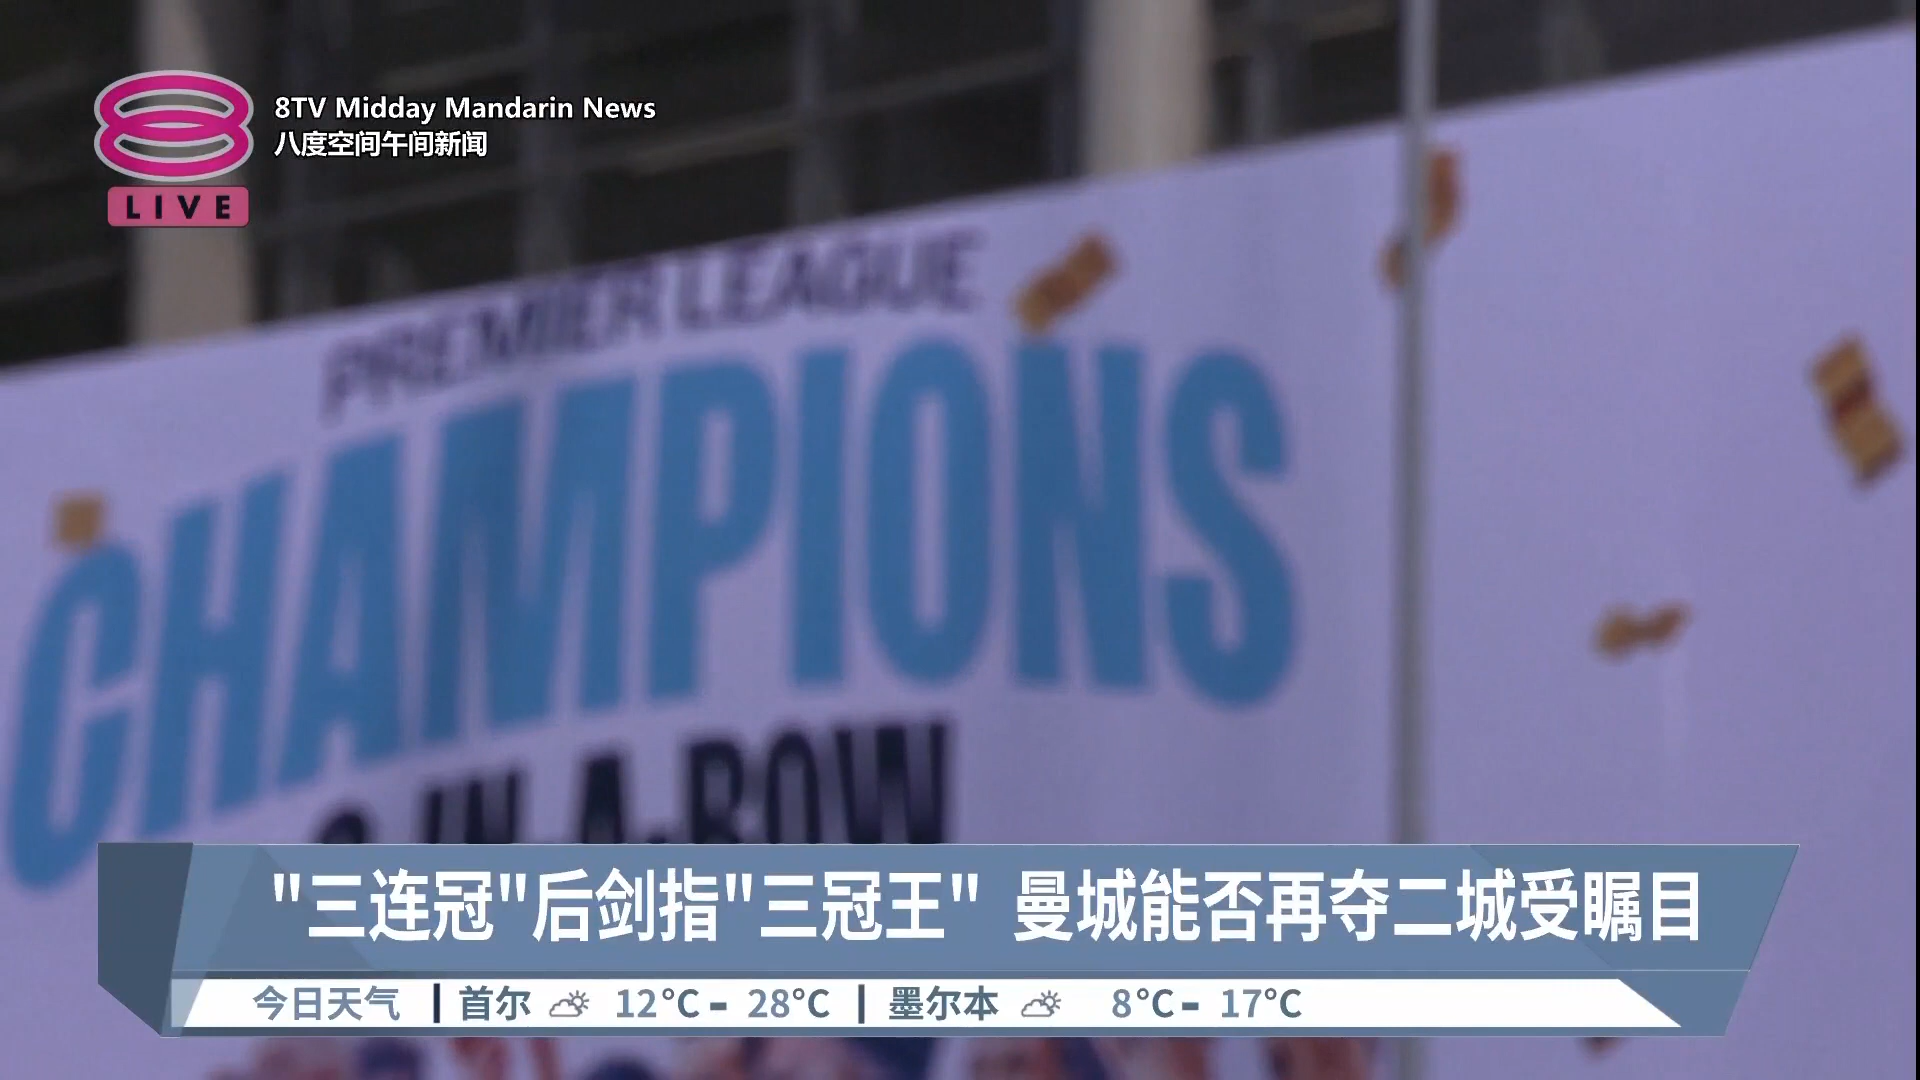 8TV Midday Mandarin News
八度空间午间新闻
LIVE
PREMIER LEAGUE
CHAMPIONS
IN-A-ROW
"三连冠"后剑指"三冠王" 曼城能否再夺二城受瞩目
今日天气 | 首尔 12°C - 28°C | 墨尔本 8°C - 17°C